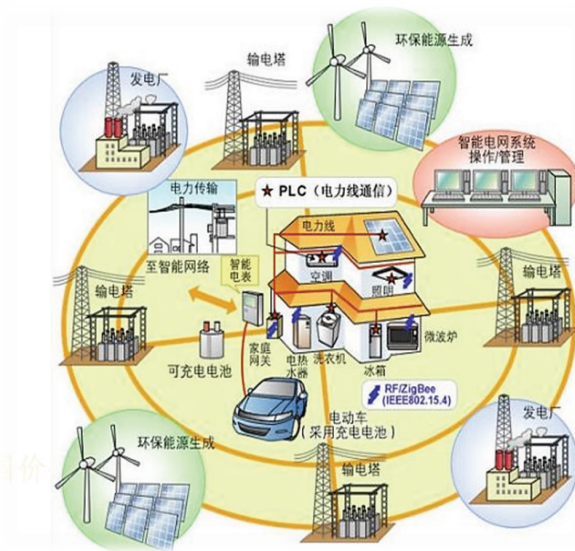 环保能源生成
输电塔
发电厂
智能电网系统
操作/管理
电力传输
PLC（电力线通信）
电力线
至智能网络
智能
电表
空调
照明
输电塔
输电塔
家庭
网关
电热
水器
洗衣机
冰箱
微波炉
可充电电池
RF/ZigBee
(IEEE802.15.4)
电动车
（采用充电电池）
发电厂
环保能源生成
输电塔